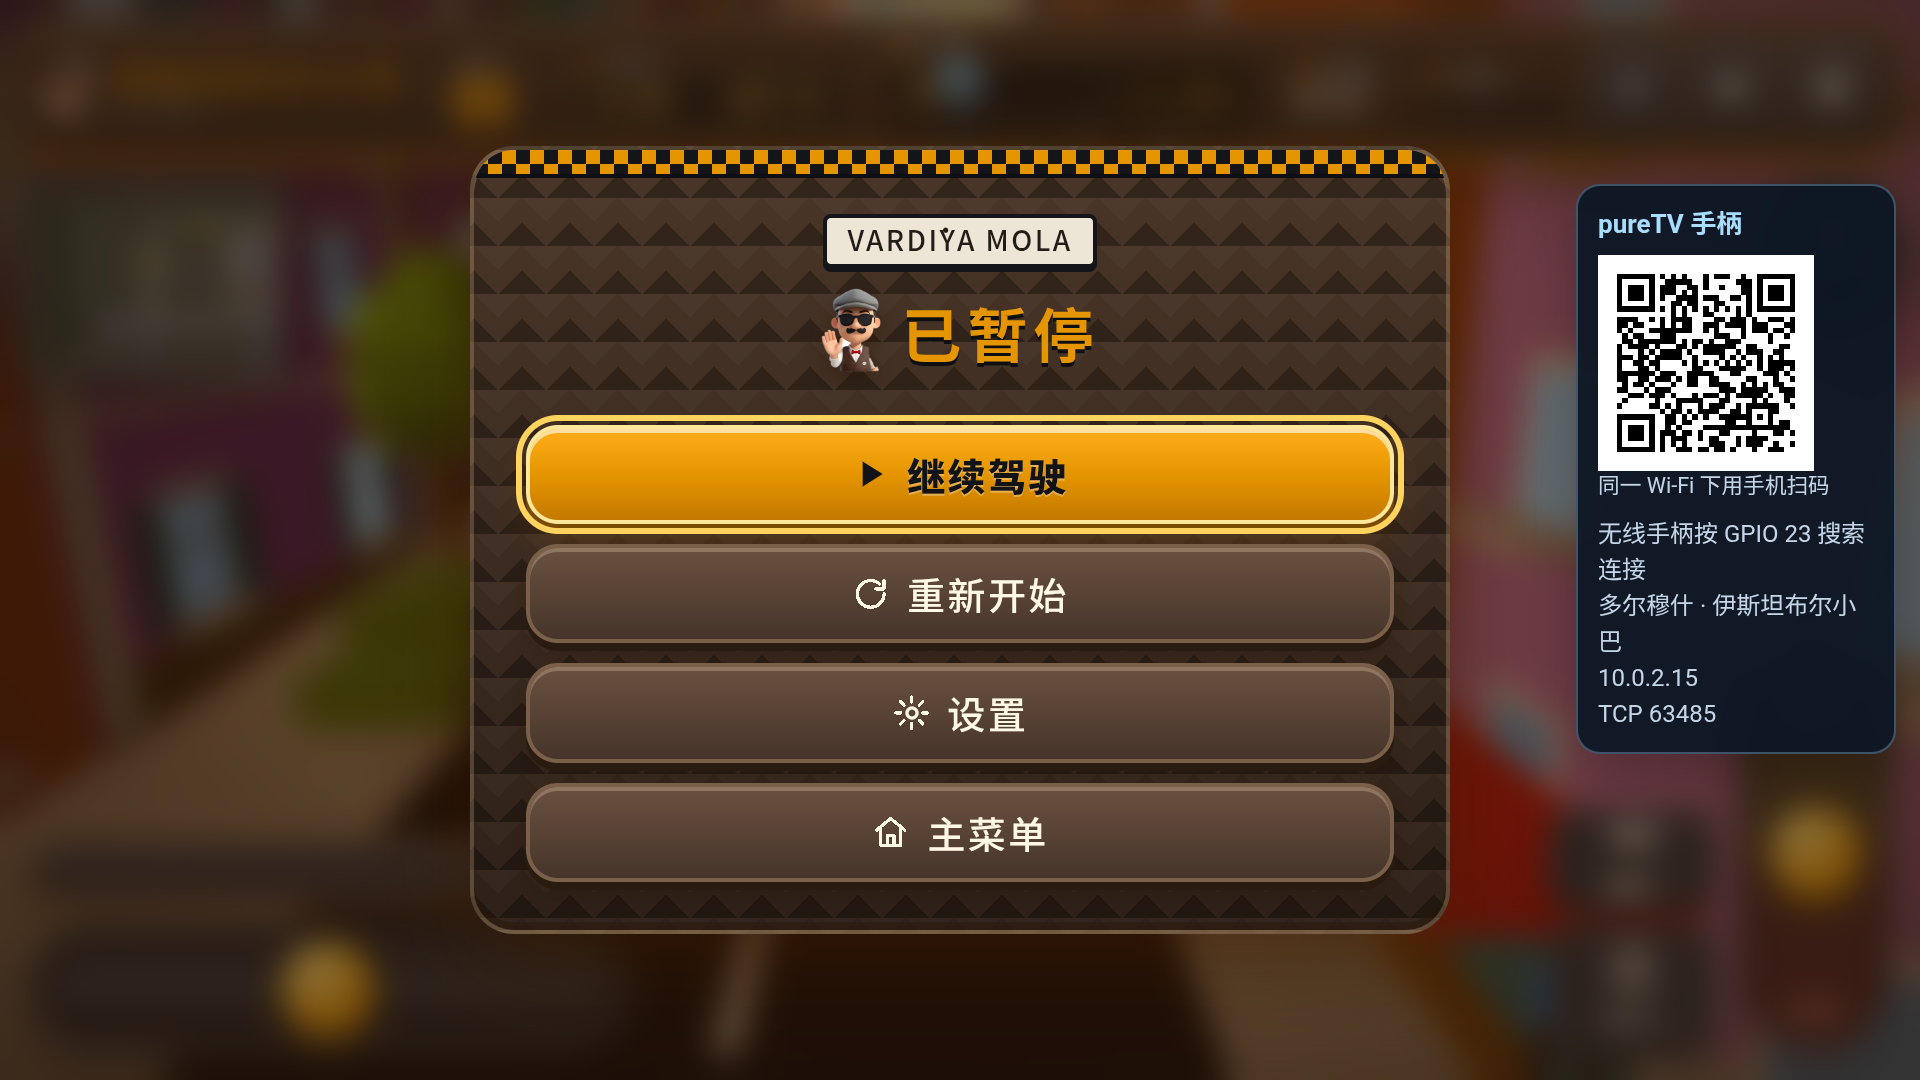 VARDİYA MOLA
已暂停
继续驾驶
重新开始
设置
主菜单
pureTV 手柄
同一 Wi-Fi 下用手机扫码
无线手柄按 GPIO 23 搜索
连接
多尔穆什 · 伊斯坦布尔小
巴
10.0.2.15
TCP 63485